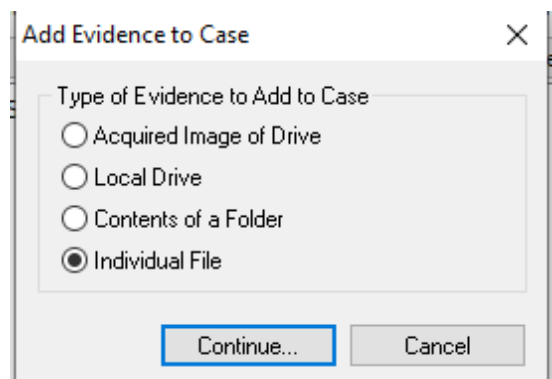 Add Evidence to Case
Type of Evidence to Add to Case
Acquired Image of Drive
Local Drive
Contents of a Folder
Individual File
Continue...
Cancel